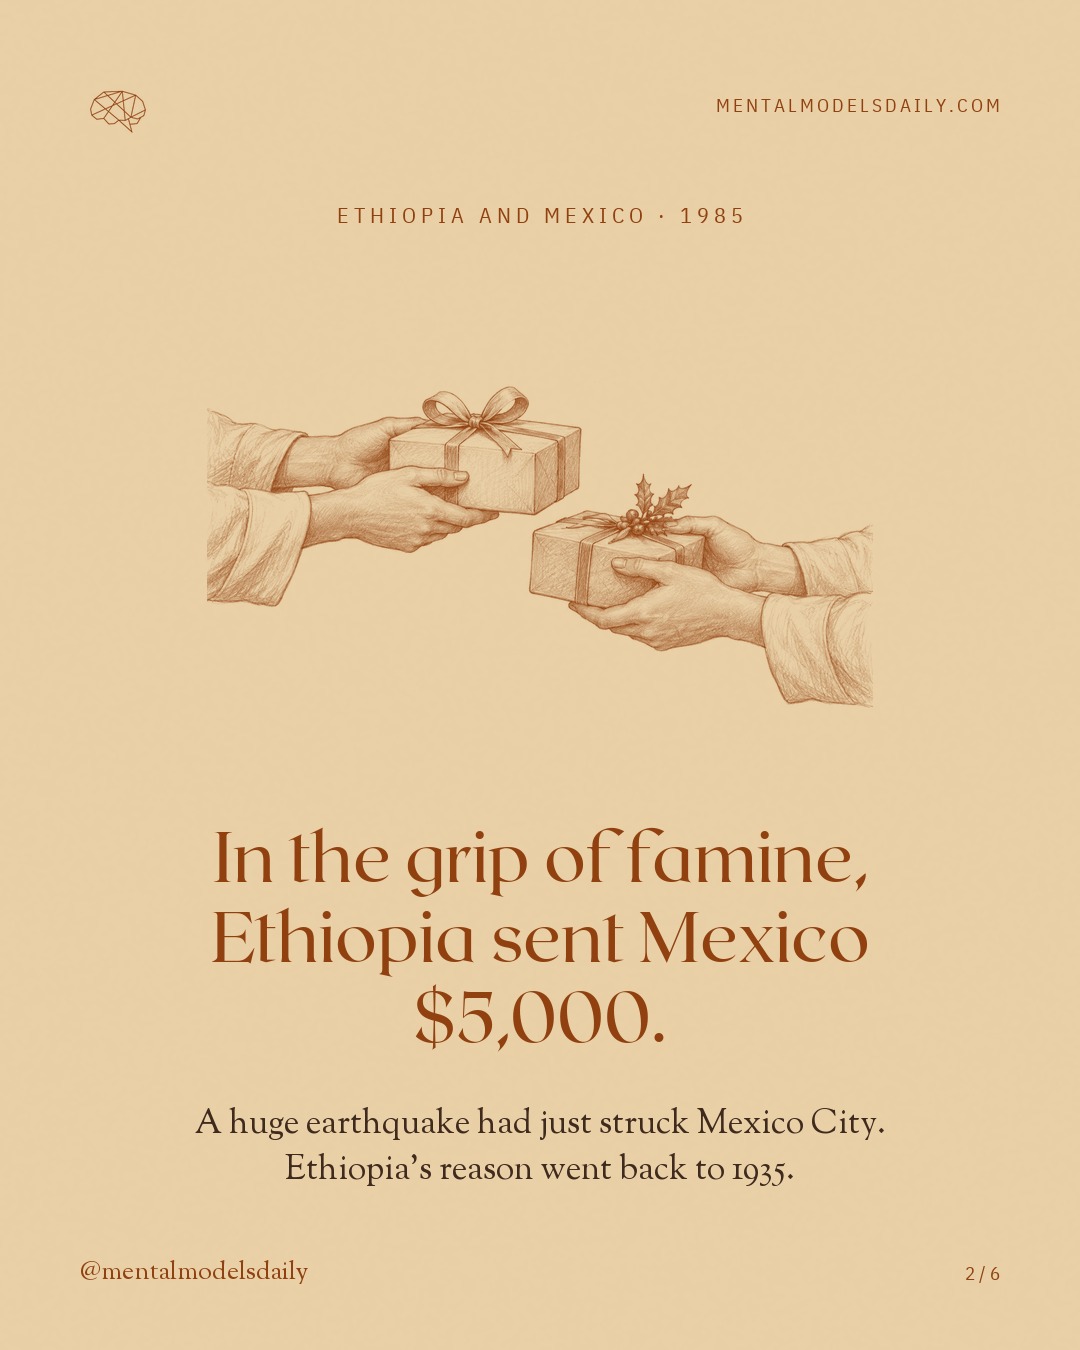 MENTALMODELSDAILY.COM
ETHIOPIA AND MEXICO · 1985
In the grip of famine,
Ethiopia sent Mexico
$5,000.
A huge earthquake had just struck Mexico City.
Ethiopia’s reason went back to 1935.
@mentalmodelsdaily
2 / 6